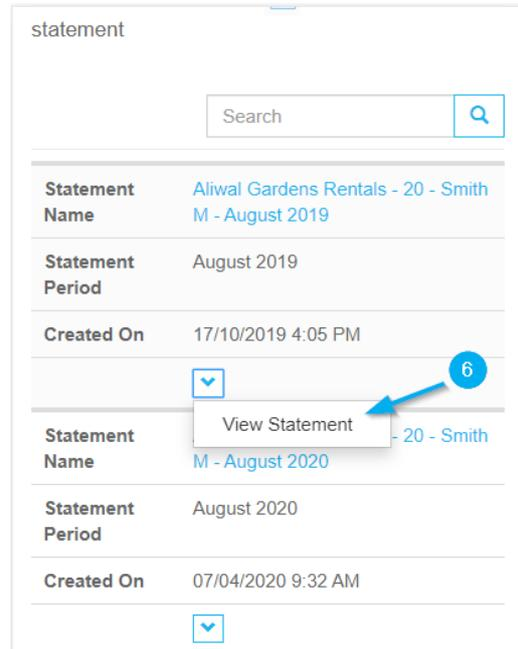 statement
Search
Statement Name
Aliwal Gardens Rentals - 20 - Smith
M - August 2019
Statement Period
August 2019
Created On
17/10/2019 4:05 PM
6
View Statement
Statement Name
- 20 - Smith
M - August 2020
Statement Period
August 2020
Created On
07/04/2020 9:32 AM